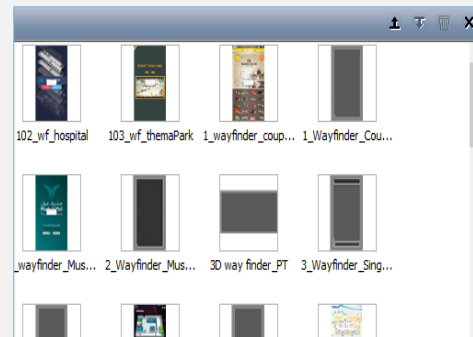 102_wf_hospital
103_wf_themaPark
1_wayfinder_coup...
1_Wayfinder_Cou...
_wayfinder_Mus...
2_Wayfinder_Mus...
3D way finder_PT
3_Wayfinder_Sing...